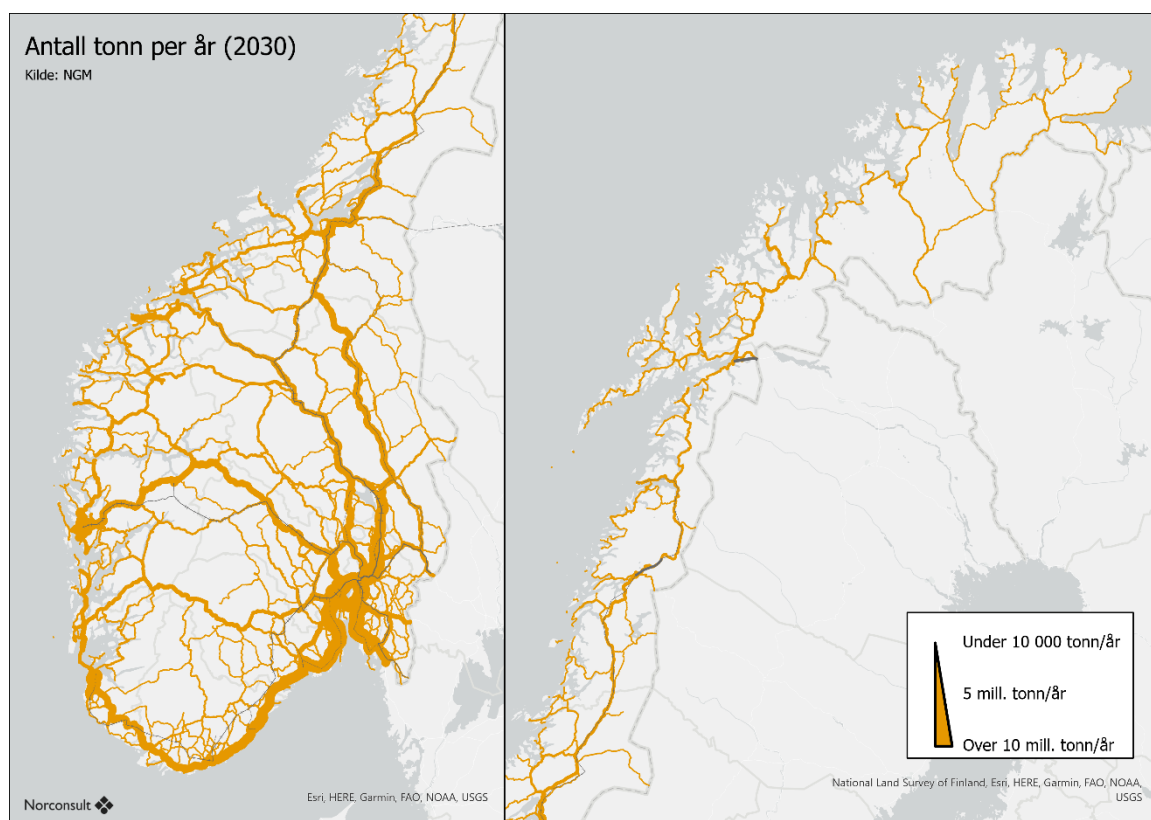 Antall tonn per år (2030)
Kilde: NGM
Under 10 000 tonn/år
5 mill. tonn/år
Over 10 mill. tonn/år
Norconsult
Esri, HERE, Garmin, FAO, NOAA, USGS
National Land Survey of Finland, Esri, HERE, Garmin, FAO, NOAA,
USGS